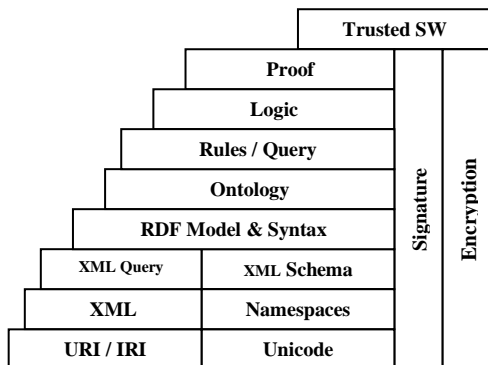 Trusted SW
Proof
Logic
Rules / Query
Ontology
RDF Model & Syntax
XML Query
XML Schema
XML
Namespaces
URI / IRI
Unicode
Signature
Encryption